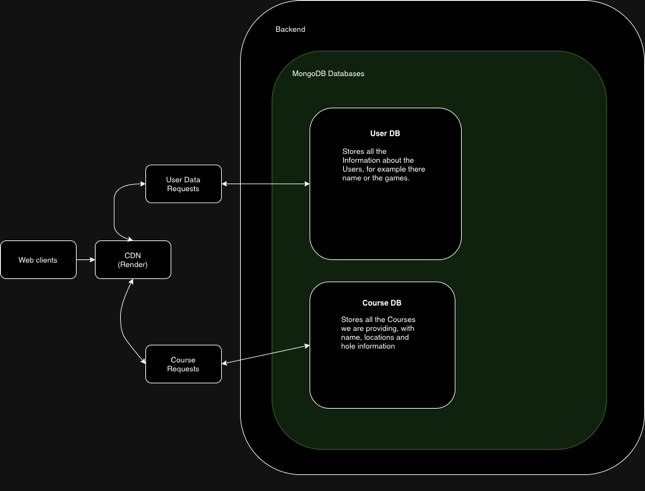 Backend
MongoDB Databases
User DB
Stores all the
Information about the
Users, for example there
name or the games.
User Data
Requests
Web clients
CDN
(Render)
Course DB
Stores all the Courses
we are providing, with
name, locations and
hole information
Course
Requests